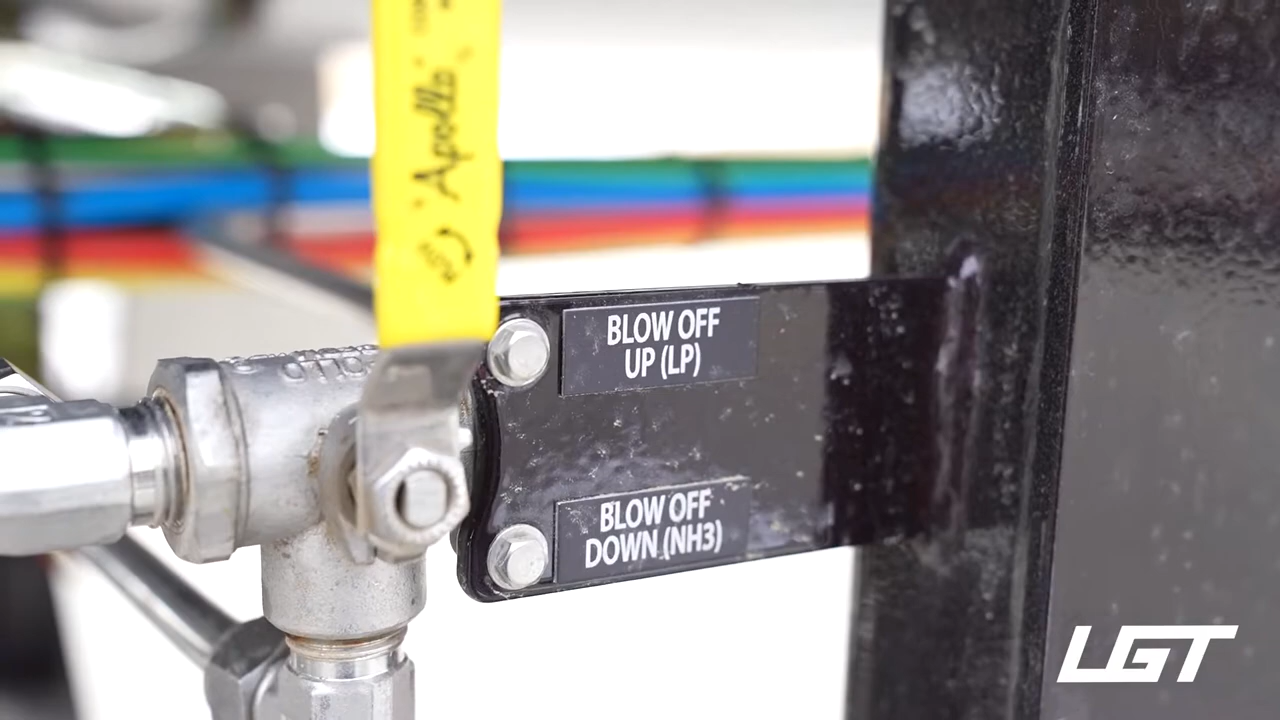 Apollo
BLOW OFF
UP (LP)
BLOW OFF
DOWN (NH3)
LGT